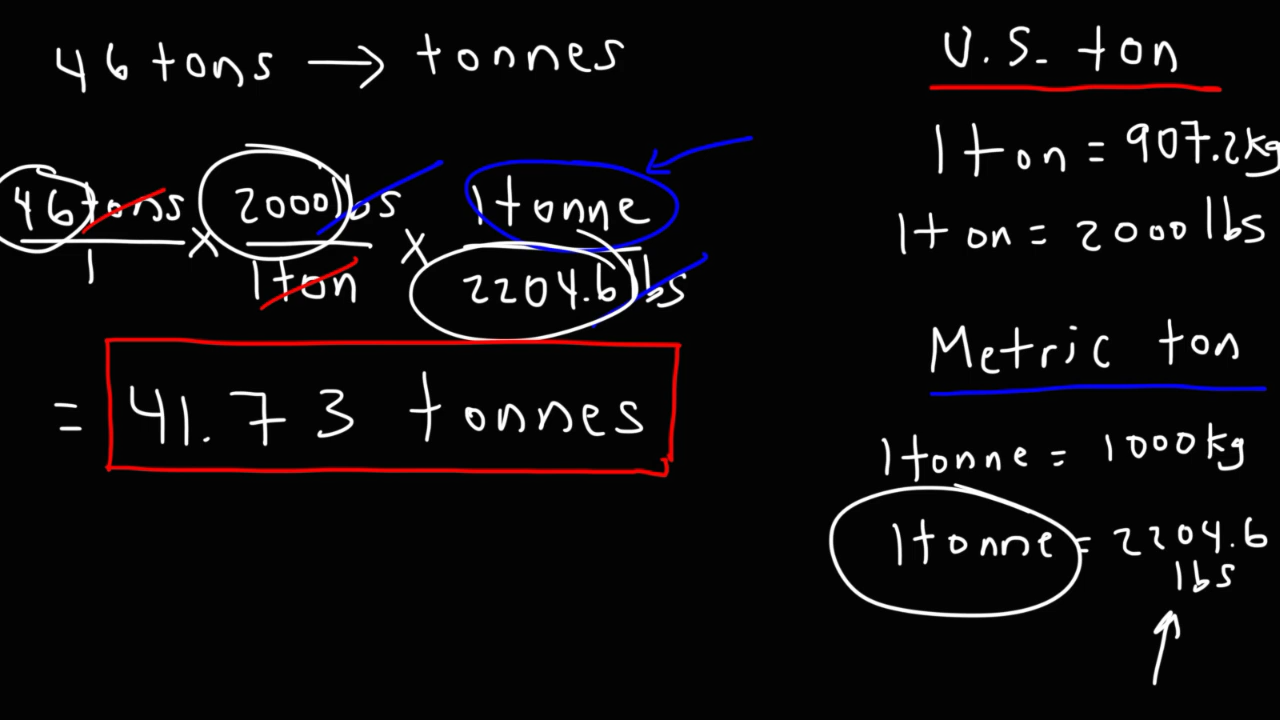 46 tons → tonnes
46 tons × 2000 lbs × 1 tonne
1 1 ton 2204.6 lbs
= 41.73 tonnes
U.S. ton
1 ton = 907.2 kg
1 ton = 2000 lbs
Metric ton
1 tonne = 1000 kg
1 tonne = 2204.6
lbs